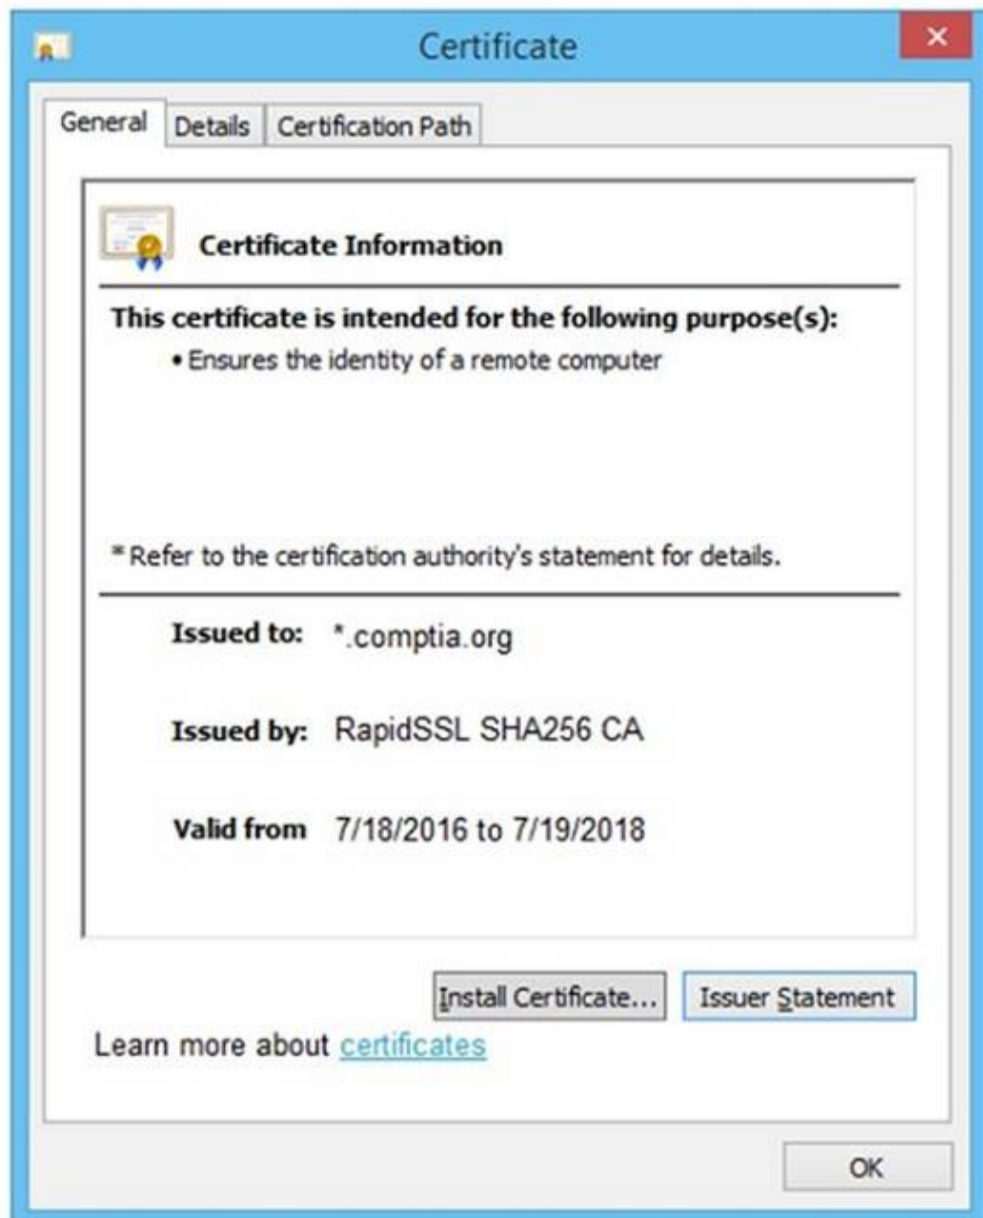 Certificate
General Details Certification Path
Certificate Information
This certificate is intended for the following purpose(s):
• Ensures the identity of a remote computer
* Refer to the certification authority's statement for details.
Issued to: *.comptia.org
Issued by: RapidSSL SHA256 CA
Valid from 7/18/2016 to 7/19/2018
Install Certificate... Issuer Statement
Learn more about certificates
OK